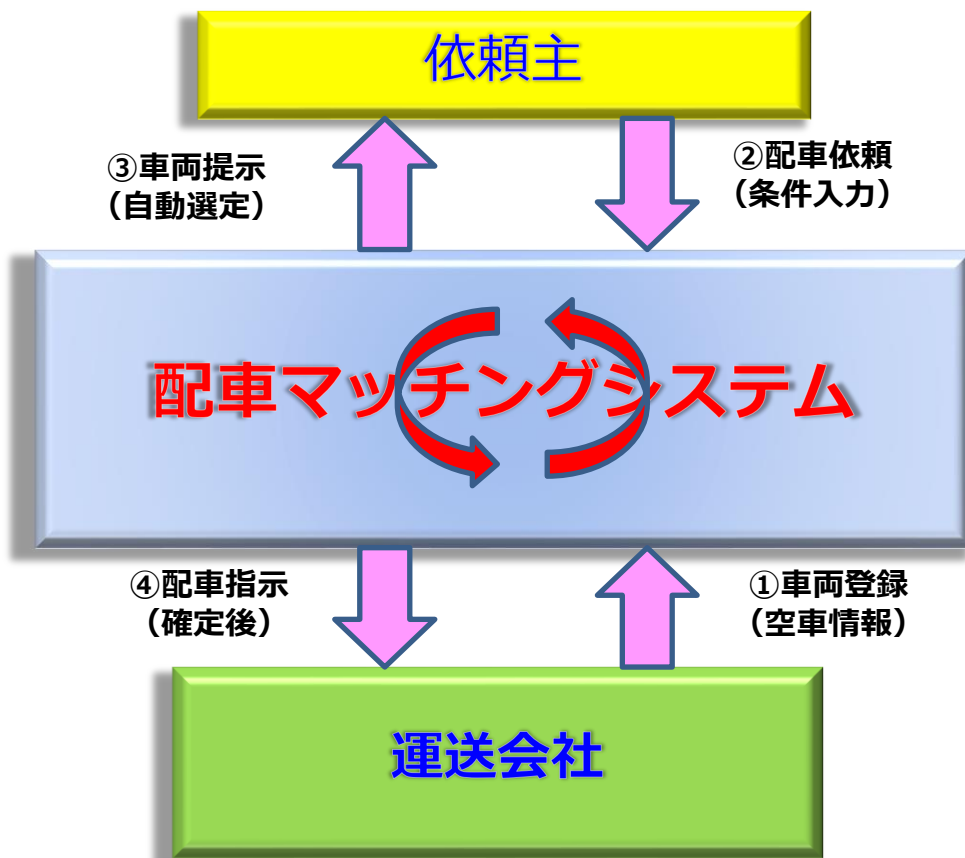 依頼主
③車両提示
（自動選定）
②配車依頼
（条件入力）
配車マッチングシステム
④配車指示
（確定後）
①車両登録
（空車情報）
運送会社